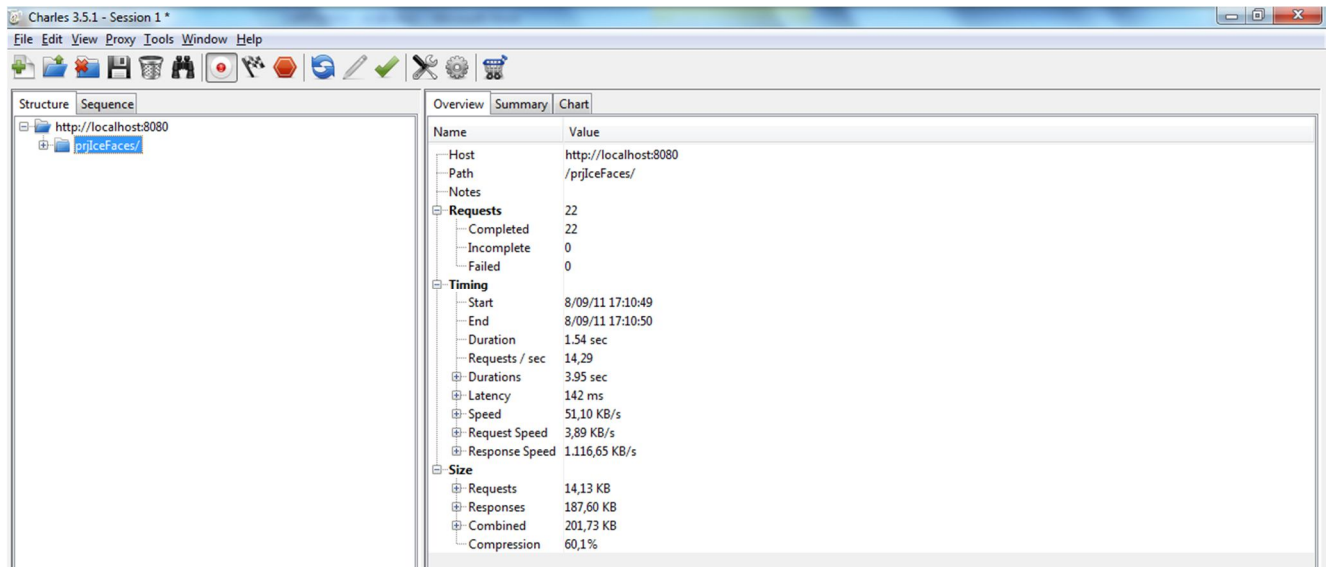 Charles 3.5.1 - Session 1 *
File Edit View Proxy Tools Window Help
Structure Sequence
http://localhost:8080
prjIceFaces/
Overview Summary Chart
Name Value
Host http://localhost:8080
Path /prjIceFaces/
Notes
Requests 22
Completed 22
Incomplete 0
Failed 0
Timing
Start 8/09/11 17:10:49
End 8/09/11 17:10:50
Duration 1.54 sec
Requests / sec 14,29
Durations 3.95 sec
Latency 142 ms
Speed 51,10 KB/s
Request Speed 3,89 KB/s
Response Speed 1.116,65 KB/s
Size
Requests 14,13 KB
Responses 187,60 KB
Combined 201,73 KB
Compression 60,1%